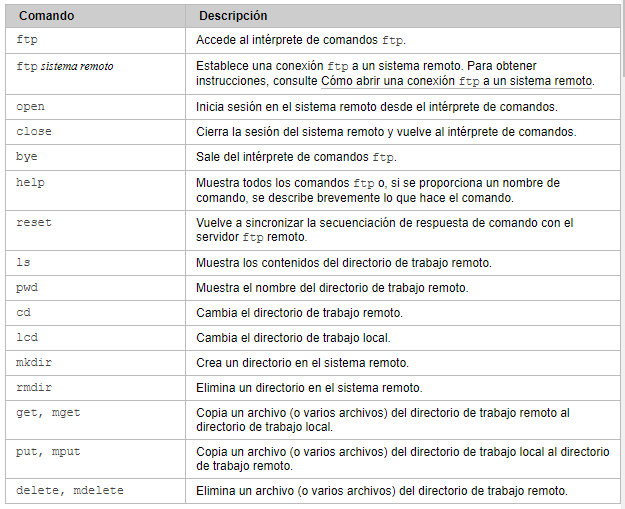 Comando Descripción
ftp Accede al intérprete de comandos ftp.
ftp sistema remoto Establece una conexión ftp a un sistema remoto. Para obtener
instrucciones, consulte Cómo abrir una conexión ftp a un sistema remoto.
open Inicia sesión en el sistema remoto desde el intérprete de comandos.
close Cierra la sesión del sistema remoto y vuelve al intérprete de comandos.
bye Sale del intérprete de comandos ftp.
help Muestra todos los comandos ftp o, si se proporciona un nombre de
comando, se describe brevemente lo que hace el comando.
reset Vuelve a sincronizar la secuenciación de respuesta de comando con el
servidor ftp remoto.
ls Muestra los contenidos del directorio de trabajo remoto.
pwd Muestra el nombre del directorio de trabajo remoto.
cd Cambia el directorio de trabajo remoto.
lcd Cambia el directorio de trabajo local.
mkdir Crea un directorio en el sistema remoto.
rmdir Elimina un directorio en el sistema remoto.
get, mget Copia un archivo (o varios archivos) del directorio de trabajo remoto al
directorio de trabajo local.
put, mput Copia un archivo (o varios archivos) del directorio de trabajo local al directorio
de trabajo remoto.
delete, mdelete Elimina un archivo (o varios archivos) del directorio de trabajo remoto.